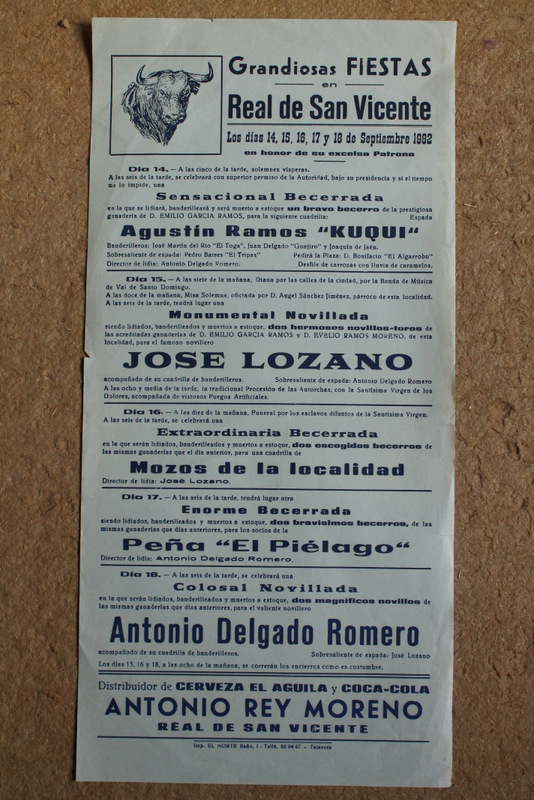 Grandiosas FIESTAS
en
Real de San Vicente
Los días 14, 15, 16, 17 y 18 de Septiembre 1982
en honor de su excelsa Patrona
Día 14. — A las cinco de la tarde, solemnes vísperas.
A las seis de la tarde, se celebrará con superior permiso de la Autoridad, bajo su presidencia y si el tiempo
no lo impide, una
Sensacional Becerrada
en la que se lidiará, banderilleará y será muerto a estoque un bravo becerro de la prestigiosa
ganadería de D. EMILIO GARCIA RAMOS, para la siguiente cuadrilla: Espada
Agustín Ramos "KUQUI"
Banderilleros: José Martín del Río "El Toga", Juan Delgado "Guajiro" y Joaquín de Jaén.
Sobresaliente de espada: Pedro Baires "El Tripas" Pedirá la Plaza: D. Bonifacio "El Algarrobo"
Director de lidia: Antonio Delgado Romero. Desfile de carrozas con lluvia de caramelos.
Día 15. — A las siete de la mañana, Diana por las calles de la ciudad, por la Banda de Música
de Val de Santo Domingo.
A las doce de la mañana, Misa Solemne, oficiada por D. Angel Sánchez Jiménez, párroco de esta localidad.
A las seis de la tarde, tendrá lugar una
Monumental Novillada
siendo lidiados, banderilleados y muertos a estoque, dos hermosos novillos-toros de
las acreditadas ganaderías de D. EMILIO GARCIA RAMOS y D. EVELIO RAMOS MORENO, de esta
localidad, para el famoso novillero
JOSE LOZANO
acompañado de su cuadrilla de banderilleros. Sobresaliente de espada: Antonio Delgado Romero
A las ocho y media de la tarde, la tradicional Procesión de las Antorchas, con la Santísima Virgen de los
Dolores, acompañada de vistosos Fuegos Artificiales.
Día 16. — A las diez de la mañana, Funeral por los esclavos difuntos de la Santísima Virgen.
A las seis de la tarde, se celebrará una
Extraordinaria Becerrada
en la que serán lidiados, banderilleados y muertos a estoque, dos escogidos becerros de
las mismas ganaderías que el día anterior, para una cuadrilla de
Mozos de la localidad
Director de lidia: José Lozano.
Día 17. — A las seis de la tarde, tendrá lugar otra
Enorme Becerrada
siendo lidiados, banderilleados y muertos a estoque, dos bravísimos becerros, de las
mismas ganaderías que días anteriores, para los socios de la
Peña "El Piélago"
Director de lidia: Antonio Delgado Romero.
Día 18. — A las seis de la tarde, se celebrará una
Colosal Novillada
en la que serán lidiados, banderilleados y muertos a estoque, dos magníficos novillos de
las mismas ganaderías que días anteriores, para el valiente novillero
Antonio Delgado Romero
acompañado de su cuadrilla de banderilleros. Sobresaliente de espada: José Lozano
Los días 15, 16 y 18, a las ocho de la mañana, se correrán los encierros como es costumbre.
Distribuidor de CERVEZA EL AGUILA y COCA-COLA
ANTONIO REY MORENO
REAL DE SAN VICENTE
Imp. EL NORTE Baño, 1 - Teléf. 80 04 67 - Talavera